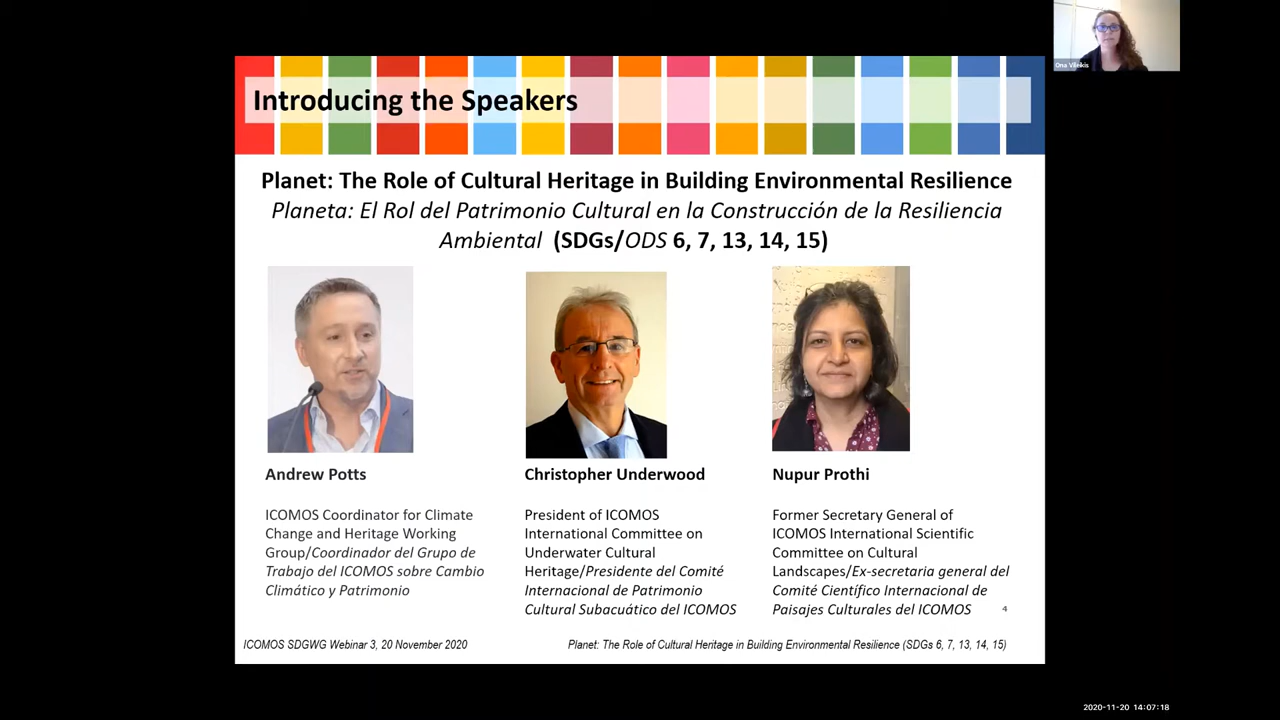 Ona Vileikis
Introducing the Speakers
Planet: The Role of Cultural Heritage in Building Environmental Resilience
Planeta: El Rol del Patrimonio Cultural en la Construcción de la Resiliencia
Ambiental (SDGs/ODS 6, 7, 13, 14, 15)
Andrew Potts
ICOMOS Coordinator for Climate
Change and Heritage Working
Group/Coordinador del Grupo de
Trabajo del ICOMOS sobre Cambio
Climático y Patrimonio
Christopher Underwood
President of ICOMOS
International Committee on
Underwater Cultural
Heritage/Presidente del Comité
Internacional de Patrimonio
Cultural Subacuático del ICOMOS
Nupur Prothi
Former Secretary General of
ICOMOS International Scientific
Committee on Cultural
Landscapes/Ex-secretaria general del
Comité Científico Internacional de
Paisajes Culturales del ICOMOS
4
ICOMOS SDGWG Webinar 3, 20 November 2020
Planet: The Role of Cultural Heritage in Building Environmental Resilience (SDGs 6, 7, 13, 14, 15)
2020-11-20 14:07:18